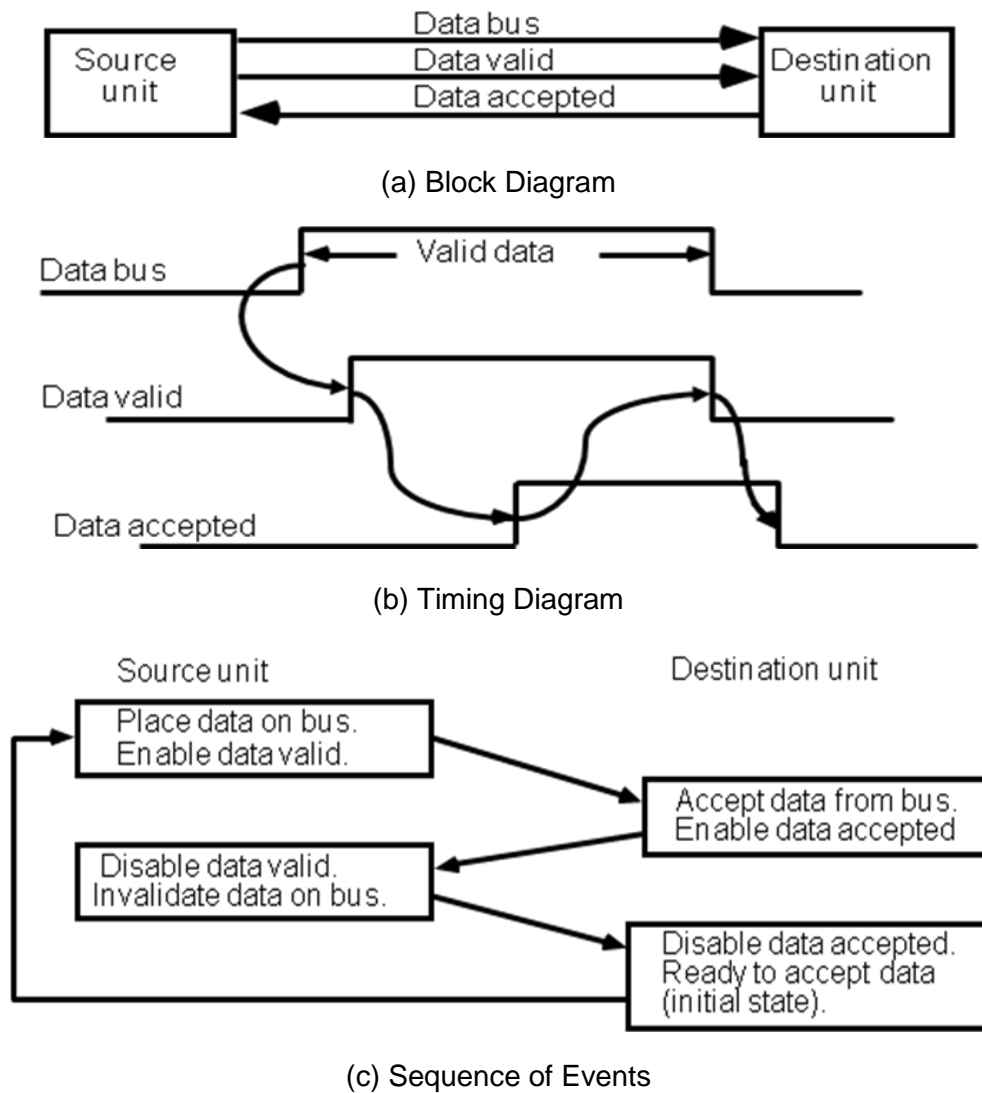 Data bus
Source unit
Data valid
Destination unit
Data accepted
(a) Block Diagram
Valid data
Data bus
Data valid
Data accepted
(b) Timing Diagram
Source unit
Destination unit
Place data on bus.
Enable data valid.
Accept data from bus.
Enable data accepted
Disable data valid.
Invalidate data on bus.
Disable data accepted.
Ready to accept data
(initial state).
(c) Sequence of Events